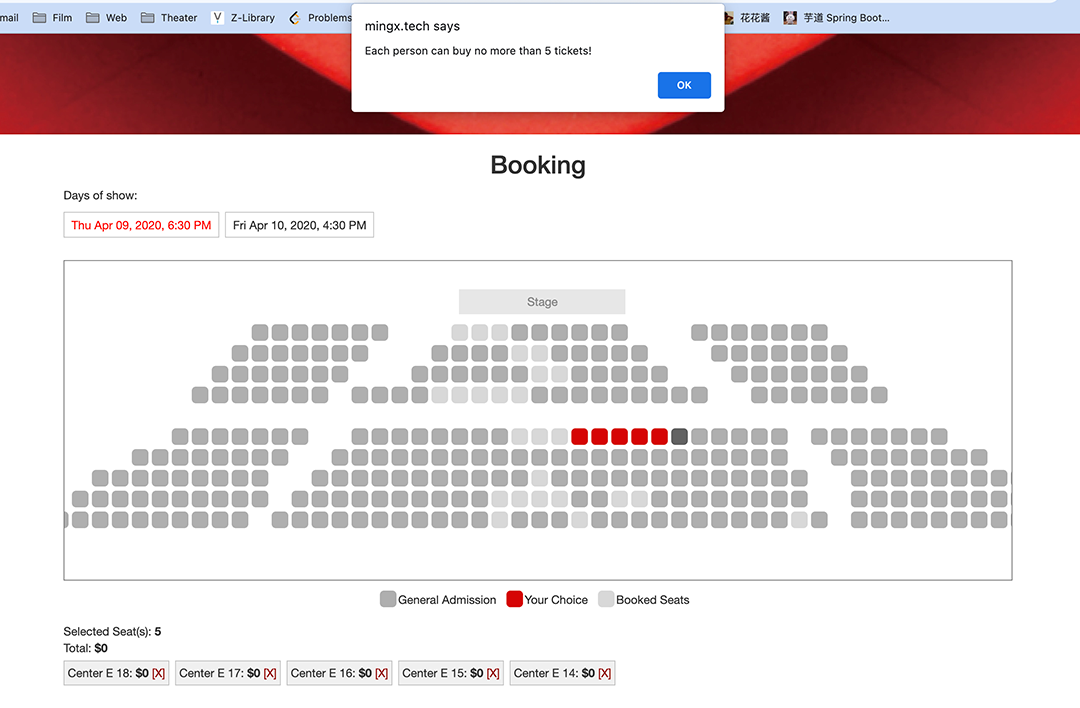 mail Film Web Theater Z-Library Problems 花花酱 芋道 Spring Boot...
mingx.tech says
Each person can buy no more than 5 tickets!
OK
Booking
Days of show:
Thu Apr 09, 2020, 6:30 PM Fri Apr 10, 2020, 4:30 PM
Stage
General Admission Your Choice Booked Seats
Selected Seat(s): 5
Total: $0
Center E 18: $0 [X] Center E 17: $0 [X] Center E 16: $0 [X] Center E 15: $0 [X] Center E 14: $0 [X]